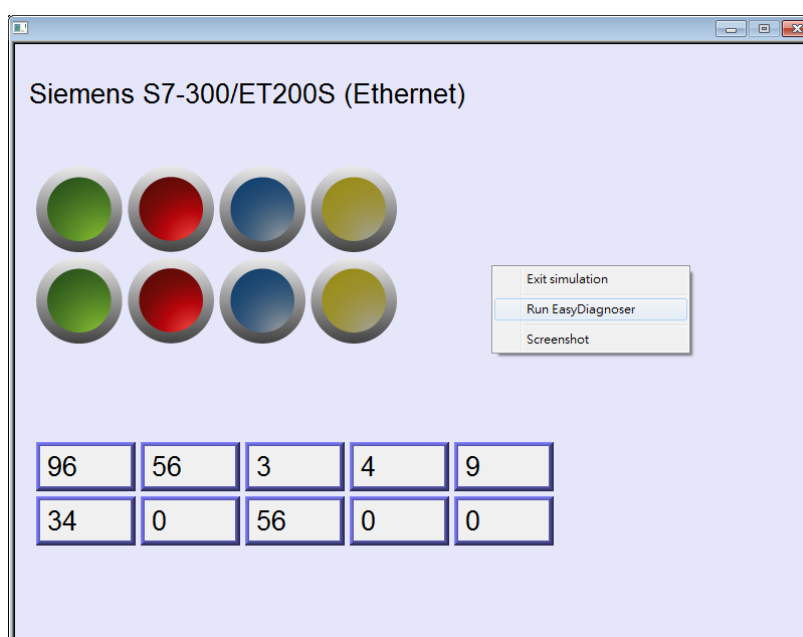 Siemens S7-300/ET200S (Ethernet)
Exit simulation
Run EasyDiagnoser
Screenshot
96 56 3 4 9
34 0 56 0 0